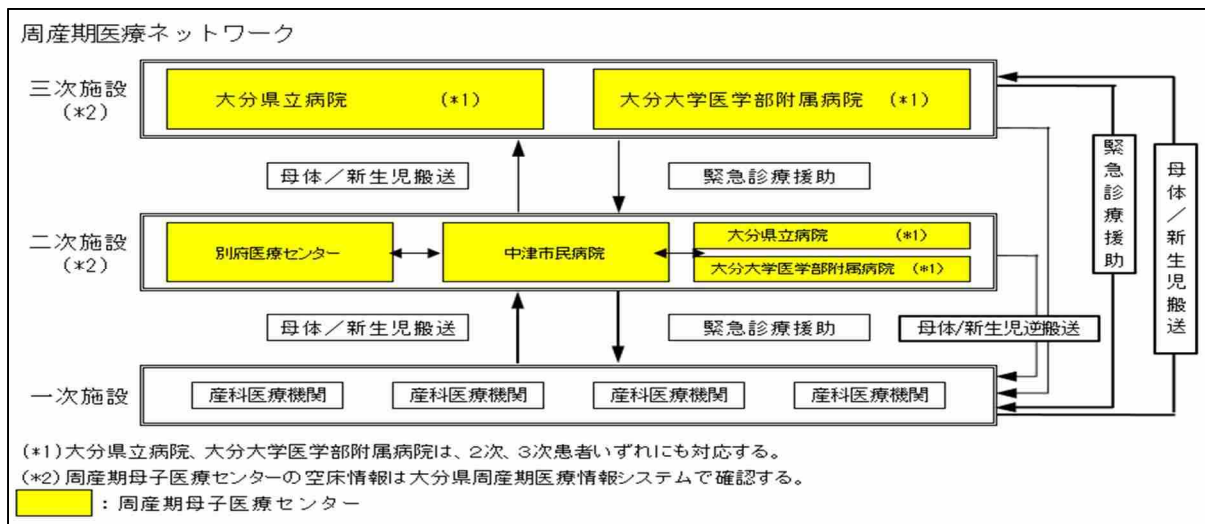 周産期医療ネットワーク
三次施設
(*2)
大分県立病院 (*1)
大分大学医学部附属病院 (*1)
母体／新生児搬送
緊急診療援助
緊急診療援助
母体／新生児搬送
二次施設
(*2)
別府医療センター
中津市民病院
大分県立病院 (*1)
大分大学医学部附属病院 (*1)
母体／新生児搬送
緊急診療援助
母体/新生児逆搬送
一次施設
産科医療機関
産科医療機関
産科医療機関
産科医療機関
(*1)大分県立病院、大分大学医学部附属病院は、2次、3次患者いずれにも対応する。
(*2)周産期母子医療センターの空床情報は大分県周産期医療情報システムで確認する。
：周産期母子医療センター